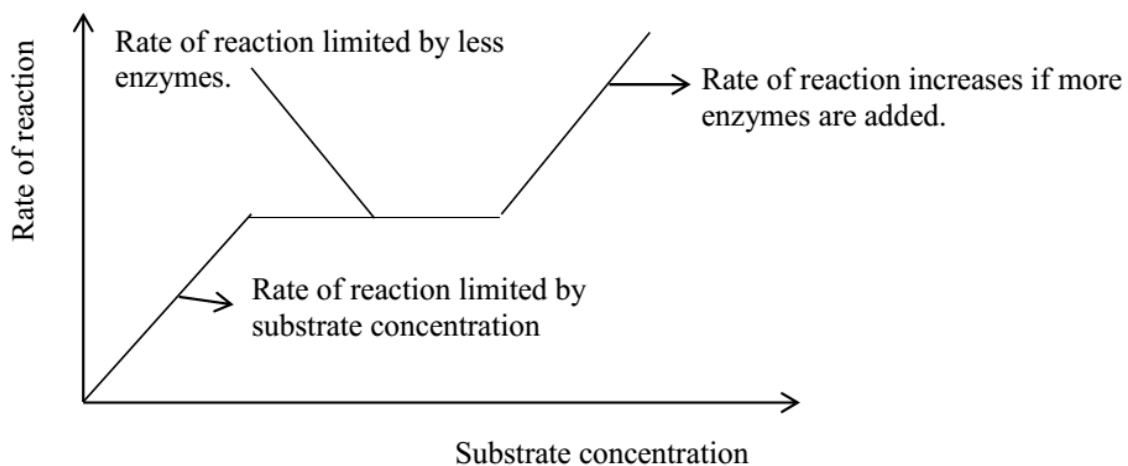 Rate of reaction limited by less
enzymes.
Rate of reaction increases if more
enzymes are added.
Rate of reaction
Rate of reaction limited by
substrate concentration
Substrate concentration